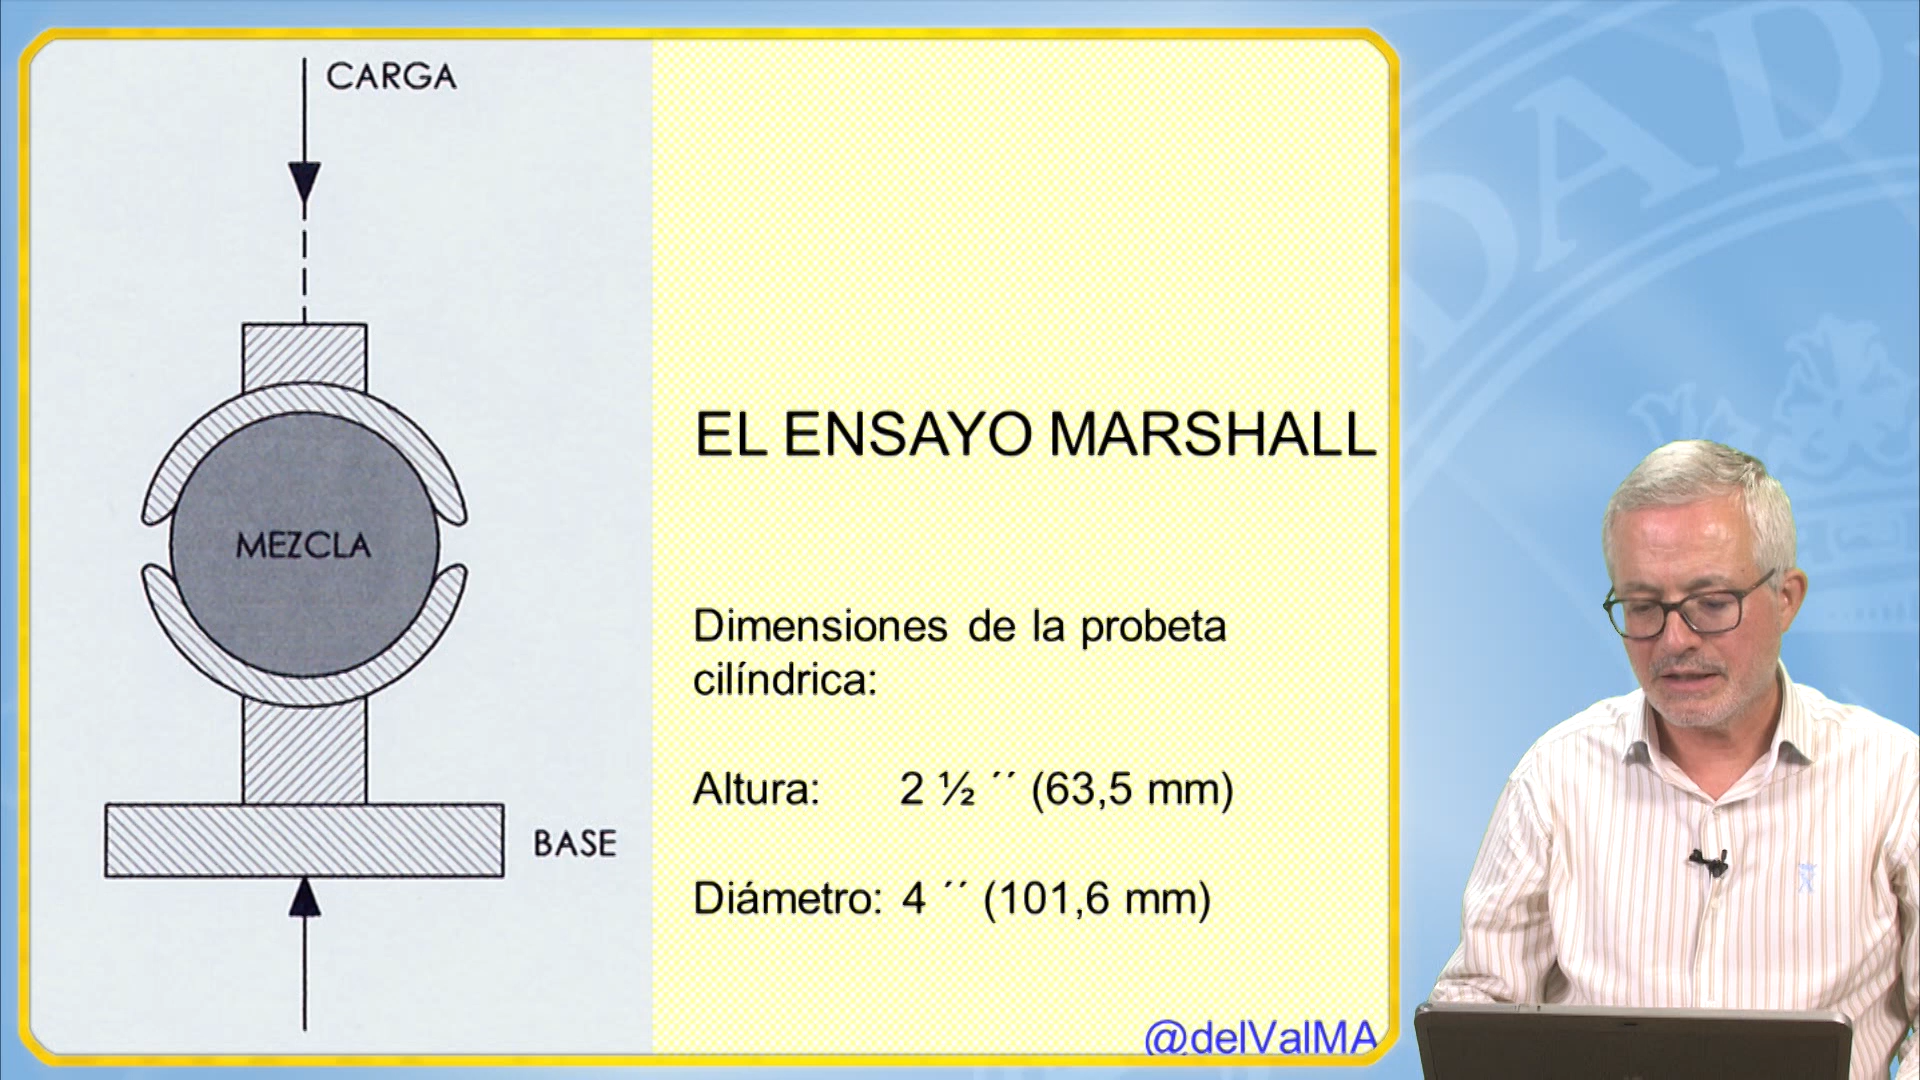 CARGA
MEZCLA
BASE
EL ENSAYO MARSHALL
Dimensiones de la probeta
cilíndrica:
Altura: 2 ½ ´´ (63,5 mm)
Diámetro: 4 ´´ (101,6 mm)
@delValMA
DAD